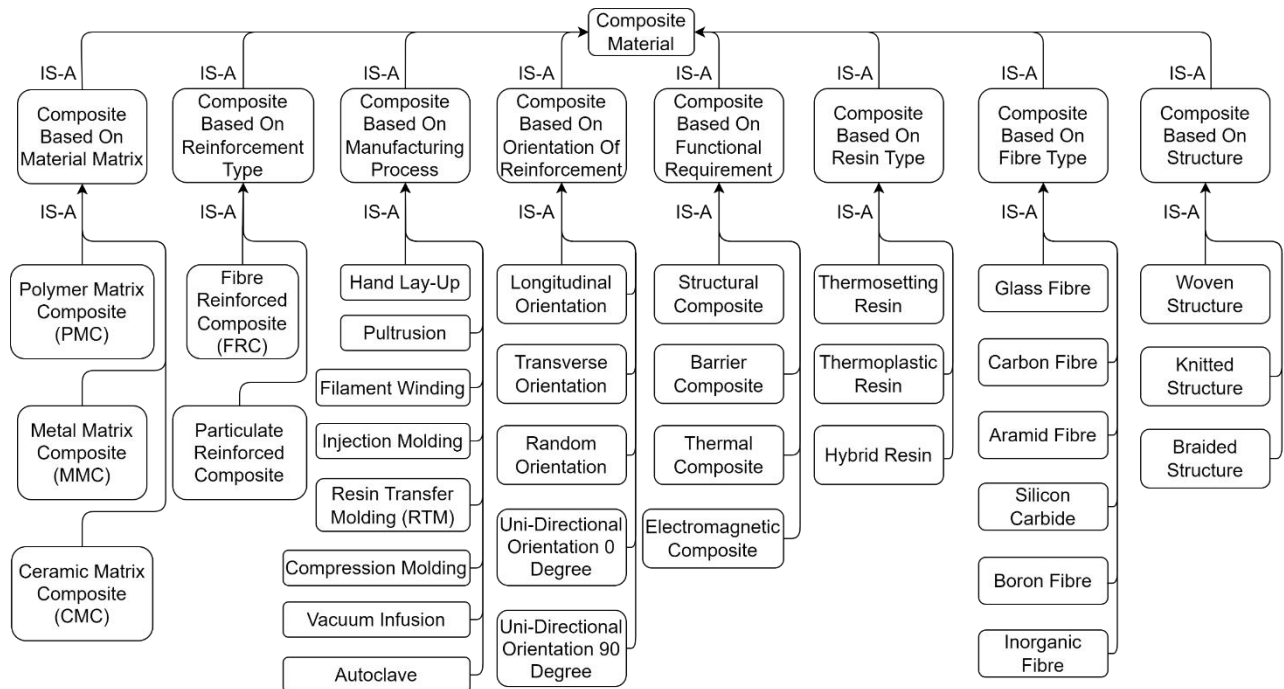 Composite
Material
IS-A
IS-A
IS-A
IS-A
IS-A
IS-A
IS-A
IS-A
Composite
Based On
Material Matrix
Composite
Based On
Reinforcement
Type
Composite
Based On
Manufacturing
Process
Composite
Based On
Orientation Of
Reinforcement
Composite
Based On
Functional
Requirement
Composite
Based On
Resin Type
Composite
Based On
Fibre Type
Composite
Based On
Structure
IS-A
IS-A
IS-A
IS-A
IS-A
IS-A
IS-A
IS-A
Polymer Matrix
Composite
(PMC)
Metal Matrix
Composite
(MMC)
Ceramic Matrix
Composite
(CMC)
Fibre
Reinforced
Composite
(FRC)
Particulate
Reinforced
Composite
Hand Lay-Up
Pultrusion
Filament Winding
Injection Molding
Resin Transfer
Molding (RTM)
Compression Molding
Vacuum Infusion
Autoclave
Longitudinal
Orientation
Transverse
Orientation
Random
Orientation
Uni-Directional
Orientation 0
Degree
Uni-Directional
Orientation 90
Degree
Structural
Composite
Barrier
Composite
Thermal
Composite
Electromagnetic
Composite
Thermosetting
Resin
Thermoplastic
Resin
Hybrid Resin
Glass Fibre
Carbon Fibre
Aramid Fibre
Silicon
Carbide
Boron Fibre
Inorganic
Fibre
Woven
Structure
Knitted
Structure
Braided
Structure